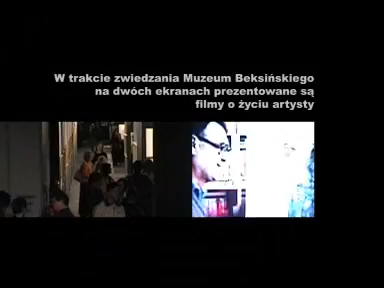 W trakcie zwiedzania Muzeum Beksińskiego
na dwóch ekranach prezentowane są
filmy o życiu artysty